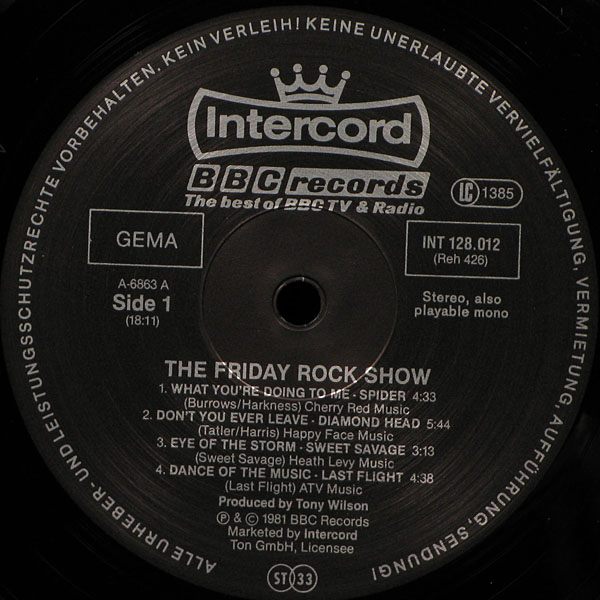 ALLE URHEBER- UND LEISTUNGSSCHUTZRECHTE VORBEHALTEN. KEIN VERLEIH! KEINE UNERLAUBTE VERVIELFÄLTIGUNG, VERMIETUNG, AUFFÜHRUNG, SENDUNG!
Intercord
BBC records
The best of BBC TV & Radio
LC 1385
GEMA
INT 128.012
(Reh 426)
A-6863 A
Side 1
(18:11)
Stereo, also
playable mono
THE FRIDAY ROCK SHOW
1. WHAT YOU'RE DOING TO ME - SPIDER 4:33
(Burrows/Harkness) Cherry Red Music
2. DON'T YOU EVER LEAVE - DIAMOND HEAD 5:44
(Tatler/Harris) Happy Face Music
3. EYE OF THE STORM - SWEET SAVAGE 3:13
(Sweet Savage) Heath Levy Music
4. DANCE OF THE MUSIC - LAST FLIGHT 4:38
(Last Flight) ATV Music
Produced by Tony Wilson
℗ & © 1981 BBC Records
Marketed by Intercord
Ton GmbH, Licensee
ST 33